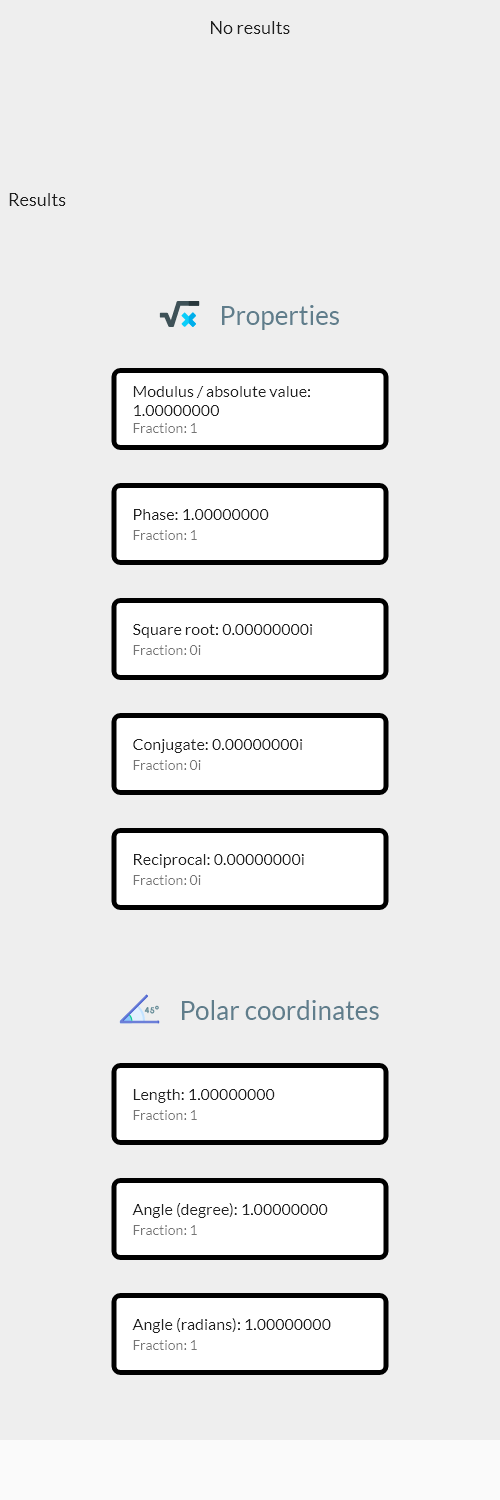 No results
Results
Properties
Modulus / absolute value:
1.00000000
Fraction: 1
Phase: 1.00000000
Fraction: 1
Square root: 0.00000000i
Fraction: 0i
Conjugate: 0.00000000i
Fraction: 0i
Reciprocal: 0.00000000i
Fraction: 0i
45°
Polar coordinates
Length: 1.00000000
Fraction: 1
Angle (degree): 1.00000000
Fraction: 1
Angle (radians): 1.00000000
Fraction: 1